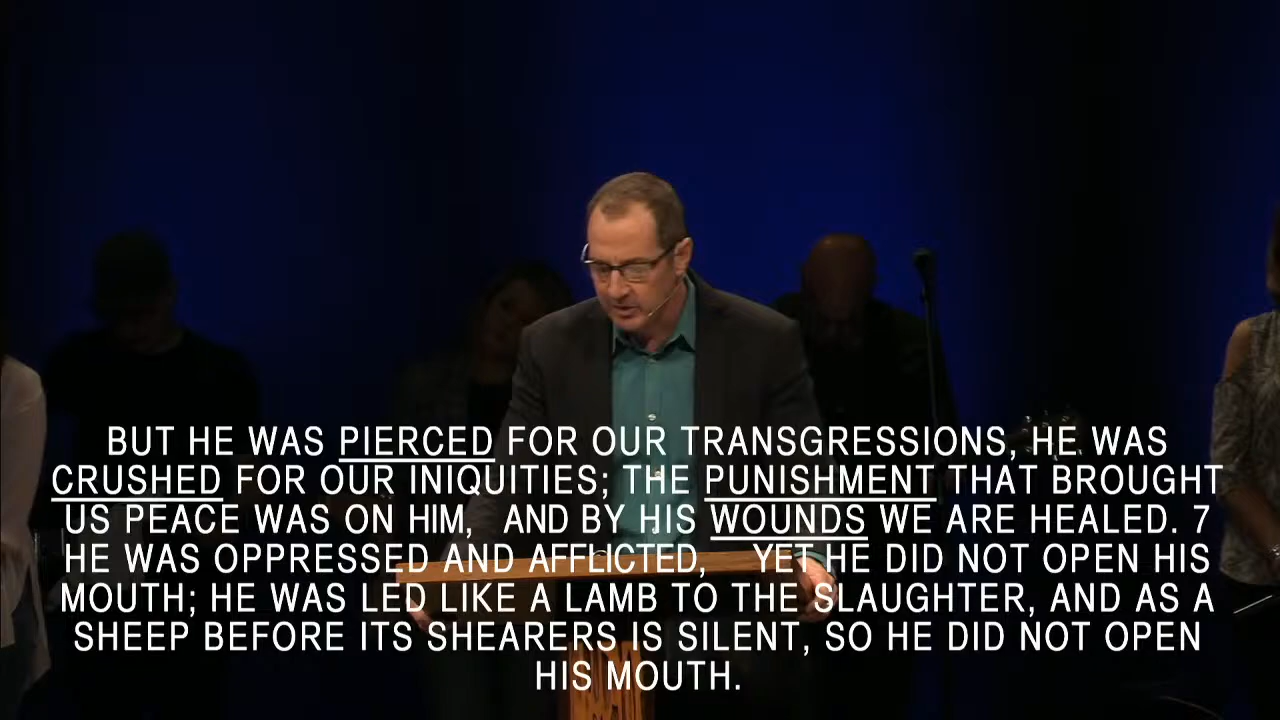 BUT HE WAS PIERCED FOR OUR TRANSGRESSIONS, HE WAS
CRUSHED FOR OUR INIQUITIES; THE PUNISHMENT THAT BROUGHT
US PEACE WAS ON HIM, AND BY HIS WOUNDS WE ARE HEALED. 7
HE WAS OPPRESSED AND AFFLICTED, YET HE DID NOT OPEN HIS
MOUTH; HE WAS LED LIKE A LAMB TO THE SLAUGHTER, AND AS A
SHEEP BEFORE ITS SHEARERS IS SILENT, SO HE DID NOT OPEN
HIS MOUTH.